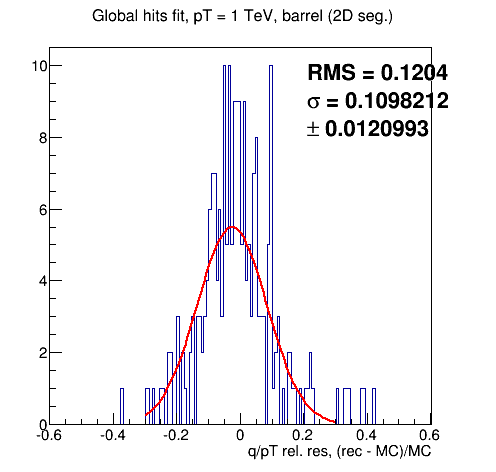 Global hits fit, pT = 1 TeV, barrel (2D seg.)
RMS = 0.1204
σ = 0.1098212
± 0.0120993
10
8
6
4
2
0
-0.6 -0.4 -0.2 0 0.2 0.4 0.6
q/pT rel. res, (rec - MC)/MC